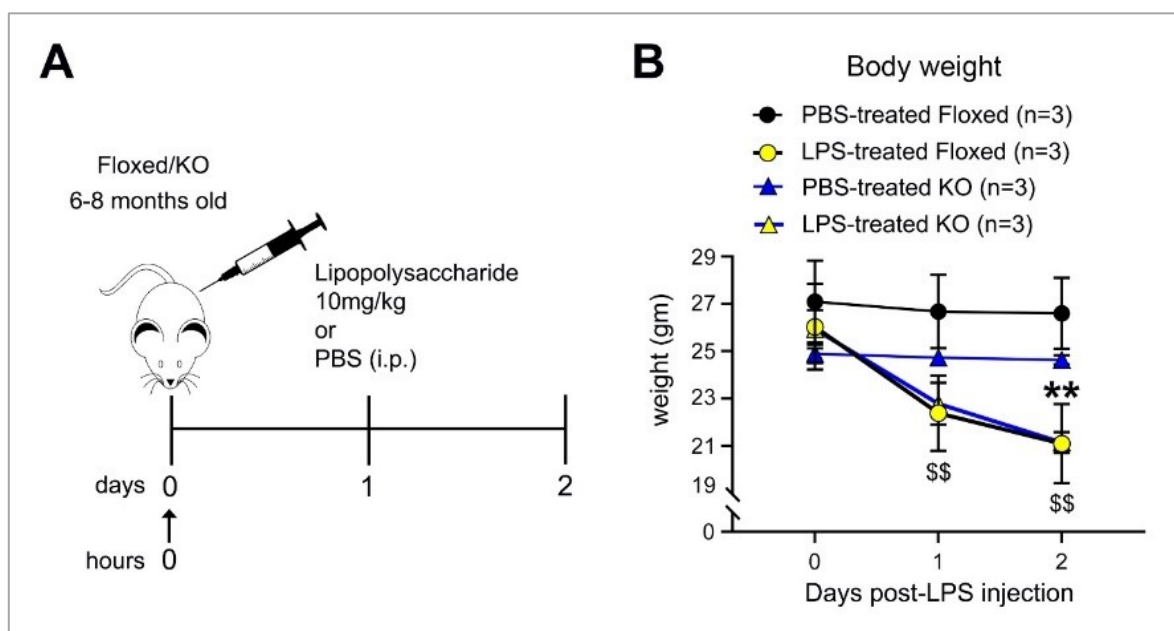 A
Floxed/KO
6-8 months old
Lipopolysaccharide
10mg/kg
or
PBS (i.p.)
days 0 1 2
hours 0
B
Body weight
PBS-treated Floxed (n=3)
LPS-treated Floxed (n=3)
PBS-treated KO (n=3)
LPS-treated KO (n=3)
weight (gm)
29
27
25
23
21
19
0
**
$$
$$
0 1 2
Days post-LPS injection